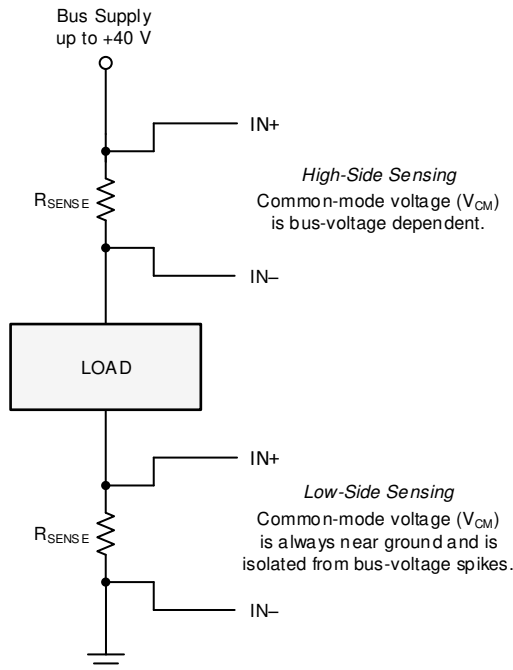 Bus Supply
up to +40 V
IN+
High-Side Sensing
Common-mode voltage (VCM)
is bus-voltage dependent.
RSENSE
IN–
LOAD
IN+
Low-Side Sensing
Common-mode voltage (VCM)
is always near ground and is
isolated from bus-voltage spikes.
RSENSE
IN–